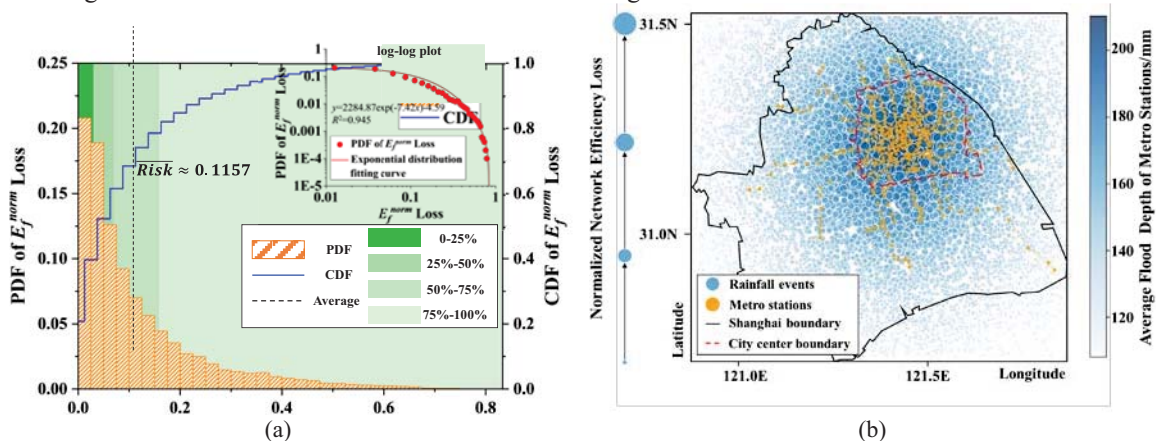 (a)
log-log plot
0.25
0.20
0.15
0.10
0.05
0.00
PDF of E_f^norm Loss
1.0
0.8
0.6
0.4
0.2
0.0
CDF of E_f^norm Loss
0.0
0.2
0.4
0.6
0.8
Risk ≈ 0.1157
1
0.1
0.01
0.001
1E-4
1E-5
PDF of E_f^norm Loss
0.01
0.1
1
E_f^norm Loss
R²=0.945
CDF
PDF of E_f^norm Loss
Exponential distribution
fitting curve
PDF
CDF
Average
0-25%
25%-50%
50%-75%
75%-100%
(a)
Normalized Network Efficiency Loss
31.5N
31.0N
Latitude
Rainfall events
Metro stations
Shanghai boundary
City center boundary
121.0E
121.5E
Longitude
200
180
160
140
120
Average Flood Depth of Metro Stations/mm
(b)